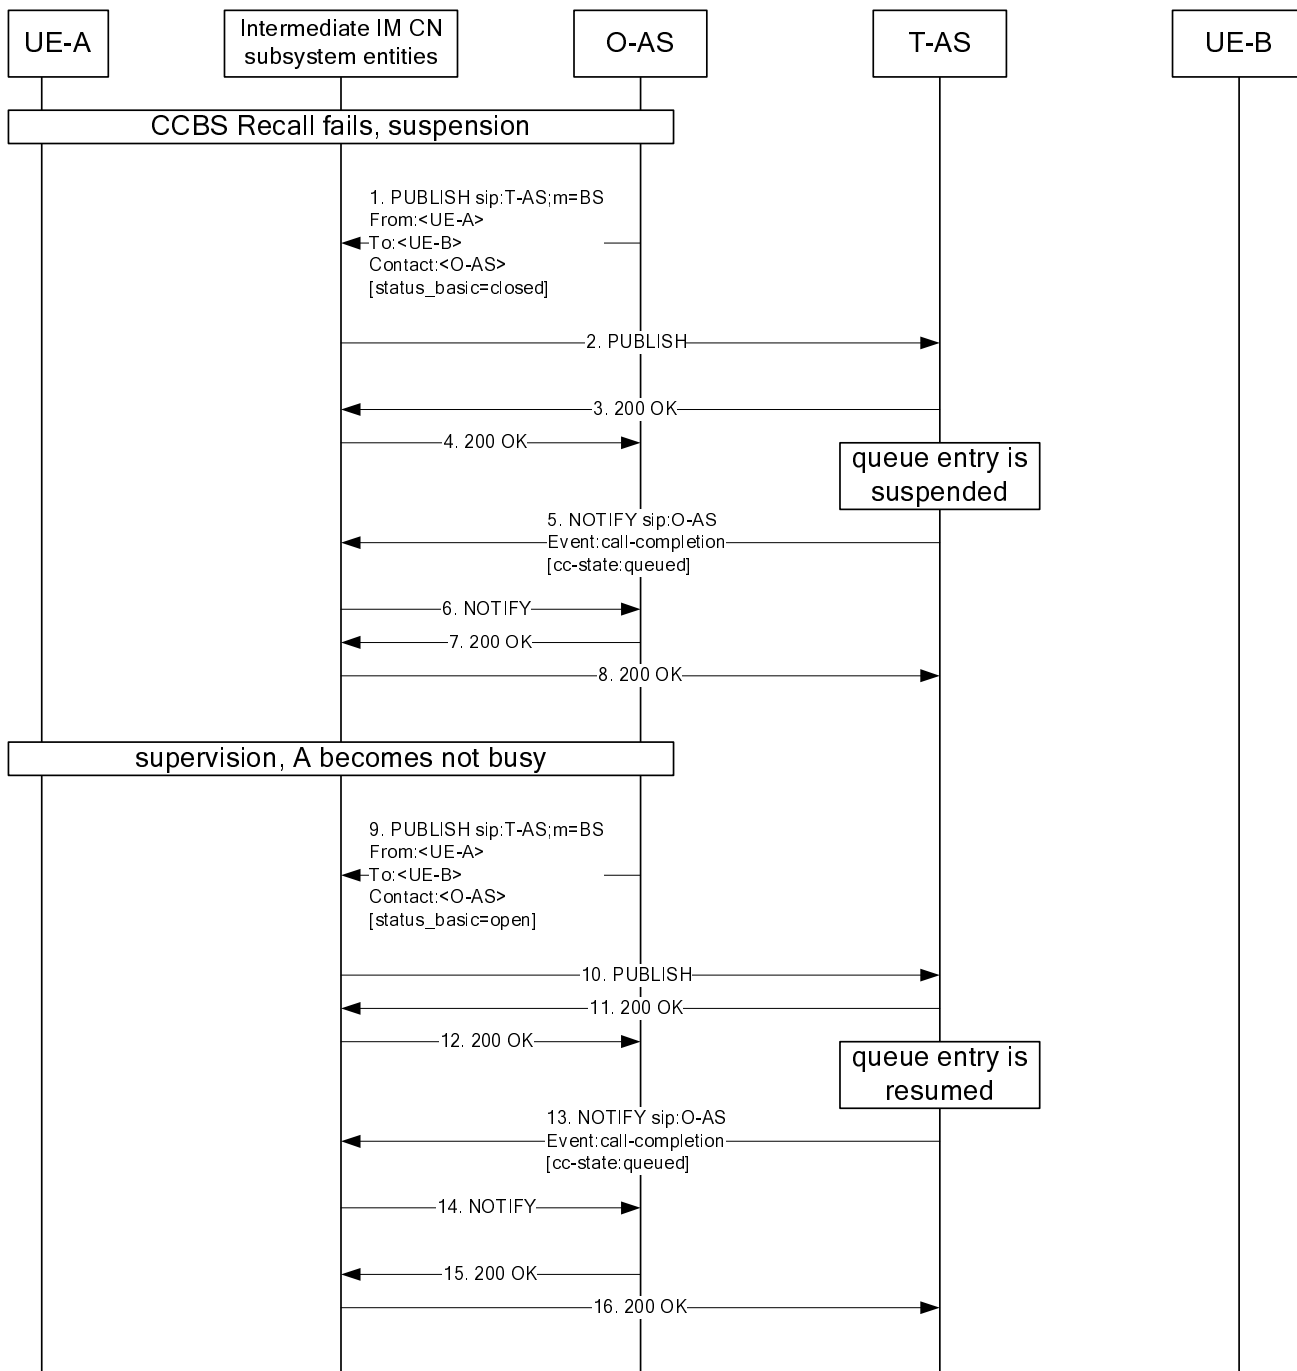 UE-A
Intermediate IM CN
subsystem entities
O-AS
T-AS
UE-B
CCBS Recall fails, suspension
1. PUBLISH sip:T-AS;m=BS
From:<UE-A>
To:<UE-B>
Contact:<O-AS>
[status_basic=closed]
2. PUBLISH
3. 200 OK
4. 200 OK
queue entry is
suspended
5. NOTIFY sip:O-AS
Event:call-completion
[cc-state:queued]
6. NOTIFY
7. 200 OK
8. 200 OK
supervision, A becomes not busy
9. PUBLISH sip:T-AS;m=BS
From:<UE-A>
To:<UE-B>
Contact:<O-AS>
[status_basic=open]
10. PUBLISH
11. 200 OK
12. 200 OK
queue entry is
resumed
13. NOTIFY sip:O-AS
Event:call-completion
[cc-state:queued]
14. NOTIFY
15. 200 OK
16. 200 OK